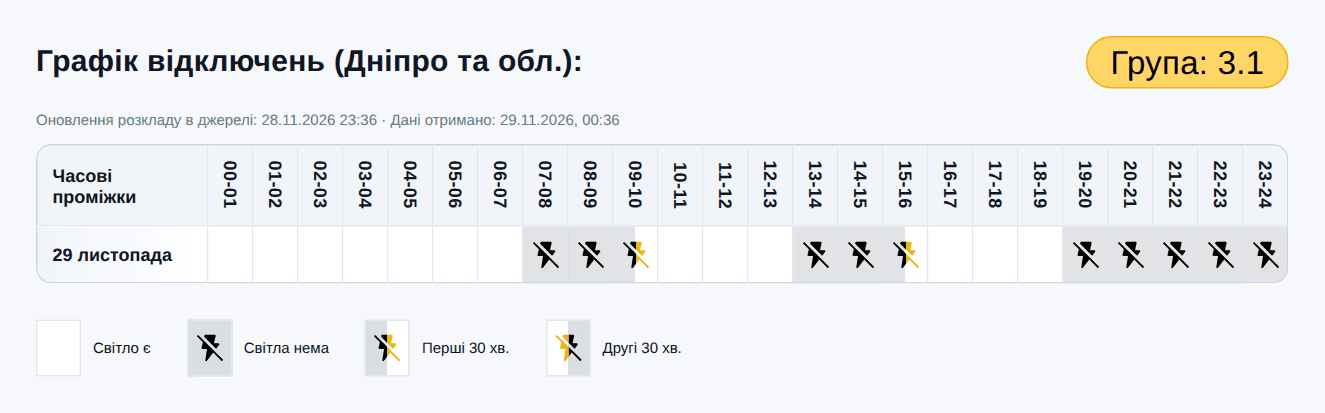 Графік відключень (Дніпро та обл.):
Група: 3.1
Оновлення розкладу в джерелі: 28.11.2026 23:36 · Дані отримано: 29.11.2026, 00:36
Часові
проміжки
00-01
01-02
02-03
03-04
04-05
05-06
06-07
07-08
08-09
09-10
10-11
11-12
12-13
13-14
14-15
15-16
16-17
17-18
18-19
19-20
20-21
21-22
22-23
23-24
29 листопада
Світло є
Світла нема
Перші 30 хв.
Другі 30 хв.